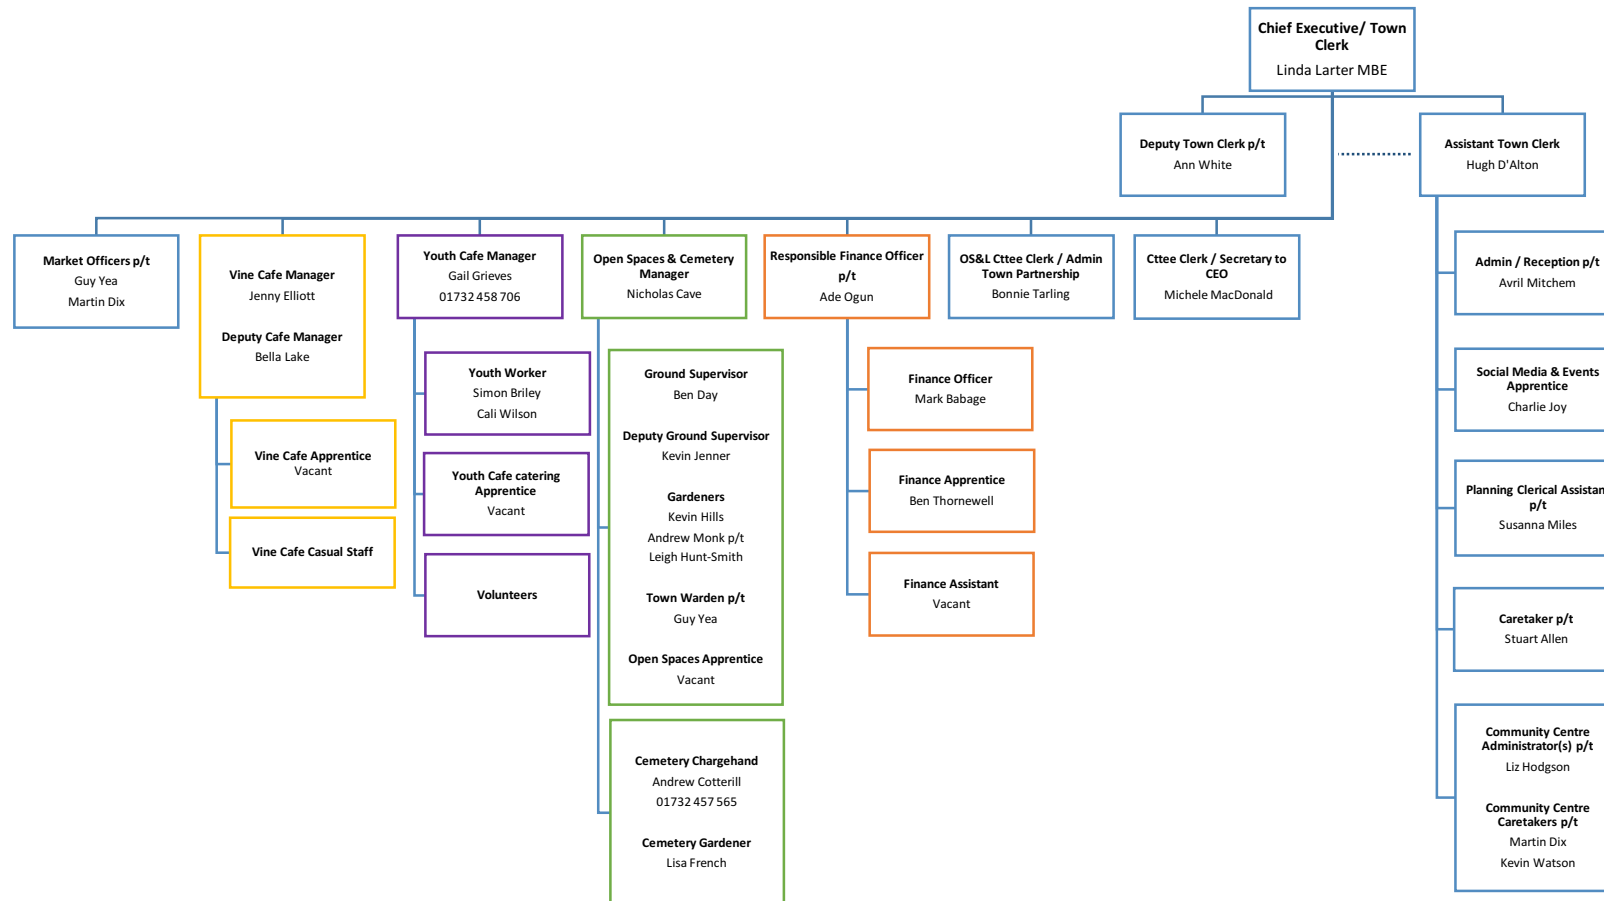 Chief Executive/ Town
Clerk
Linda Larter MBE
Deputy Town Clerk p/t
Ann White
Assistant Town Clerk
Hugh D'Alton
Market Officers p/t
Guy Yea
Martin Dix
Vine Cafe Manager
Jenny Elliott
Deputy Cafe Manager
Bella Lake
Vine Cafe Apprentice
Vacant
Vine Cafe Casual Staff
Youth Cafe Manager
Gail Grieves
01732 458 706
Youth Worker
Simon Briley
Cali Wilson
Youth Cafe catering
Apprentice
Vacant
Volunteers
Open Spaces & Cemetery
Manager
Nicholas Cave
Ground Supervisor
Ben Day
Deputy Ground Supervisor
Kevin Jenner
Gardeners
Kevin Hills
Andrew Monk p/t
Leigh Hunt-Smith
Town Warden p/t
Guy Yea
Open Spaces Apprentice
Vacant
Cemetery Chargehand
Andrew Cotterill
01732 457 565
Cemetery Gardener
Lisa French
Responsible Finance Officer
p/t
Ade Ogun
Finance Officer
Mark Babage
Finance Apprentice
Ben Thornewell
Finance Assistant
Vacant
OS&L Cttee Clerk / Admin
Town Partnership
Bonnie Tarling
Cttee Clerk / Secretary to
CEO
Michele MacDonald
Admin / Reception p/t
Avril Mitchem
Social Media & Events
Apprentice
Charlie Joy
Planning Clerical Assistan
p/t
Susanna Miles
Caretaker p/t
Stuart Allen
Community Centre
Administrator(s) p/t
Liz Hodgson
Community Centre
Caretakers p/t
Martin Dix
Kevin Watson